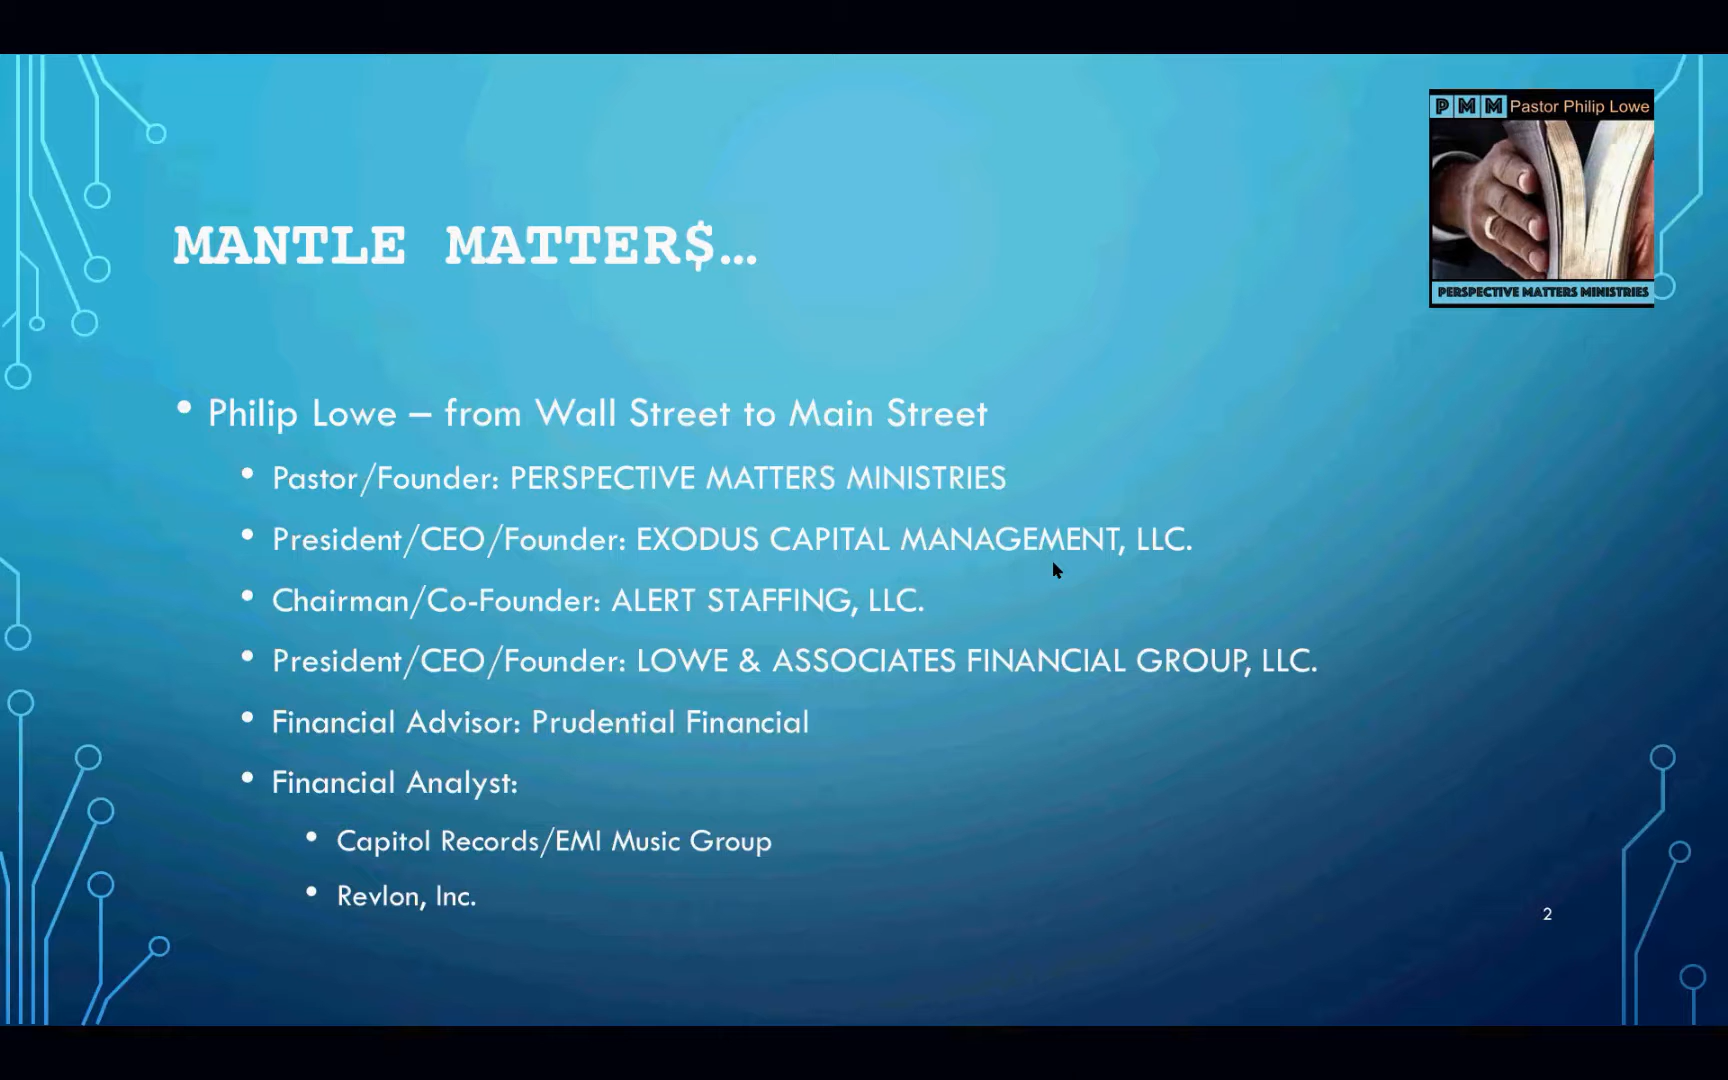 PMM Pastor Philip Lowe
PERSPECTIVE MATTERS MINISTRIES
MANTLE MATTER$...
• Philip Lowe – from Wall Street to Main Street
• Pastor/Founder: PERSPECTIVE MATTERS MINISTRIES
• President/CEO/Founder: EXODUS CAPITAL MANAGEMENT, LLC.
• Chairman/Co-Founder: ALERT STAFFING, LLC.
• President/CEO/Founder: LOWE & ASSOCIATES FINANCIAL GROUP, LLC.
• Financial Advisor: Prudential Financial
• Financial Analyst:
• Capitol Records/EMI Music Group
• Revlon, Inc.
2